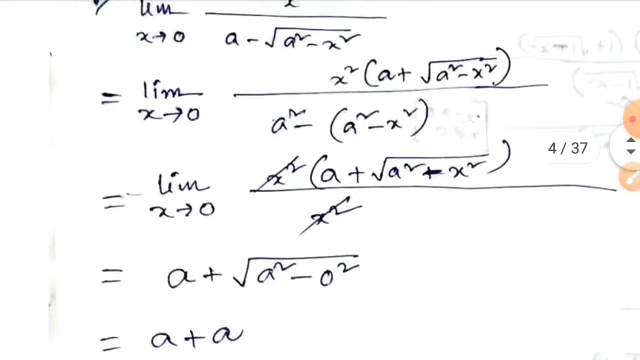 lim x→0 x / (a - √(a² - x²))
= lim x→0 x² (a + √(a² - x²)) / (a² - (a² - x²))
= lim x→0 x² (a + √(a² - x²)) / x²
= a + √(a² - 0²)
= a + a
4 / 37